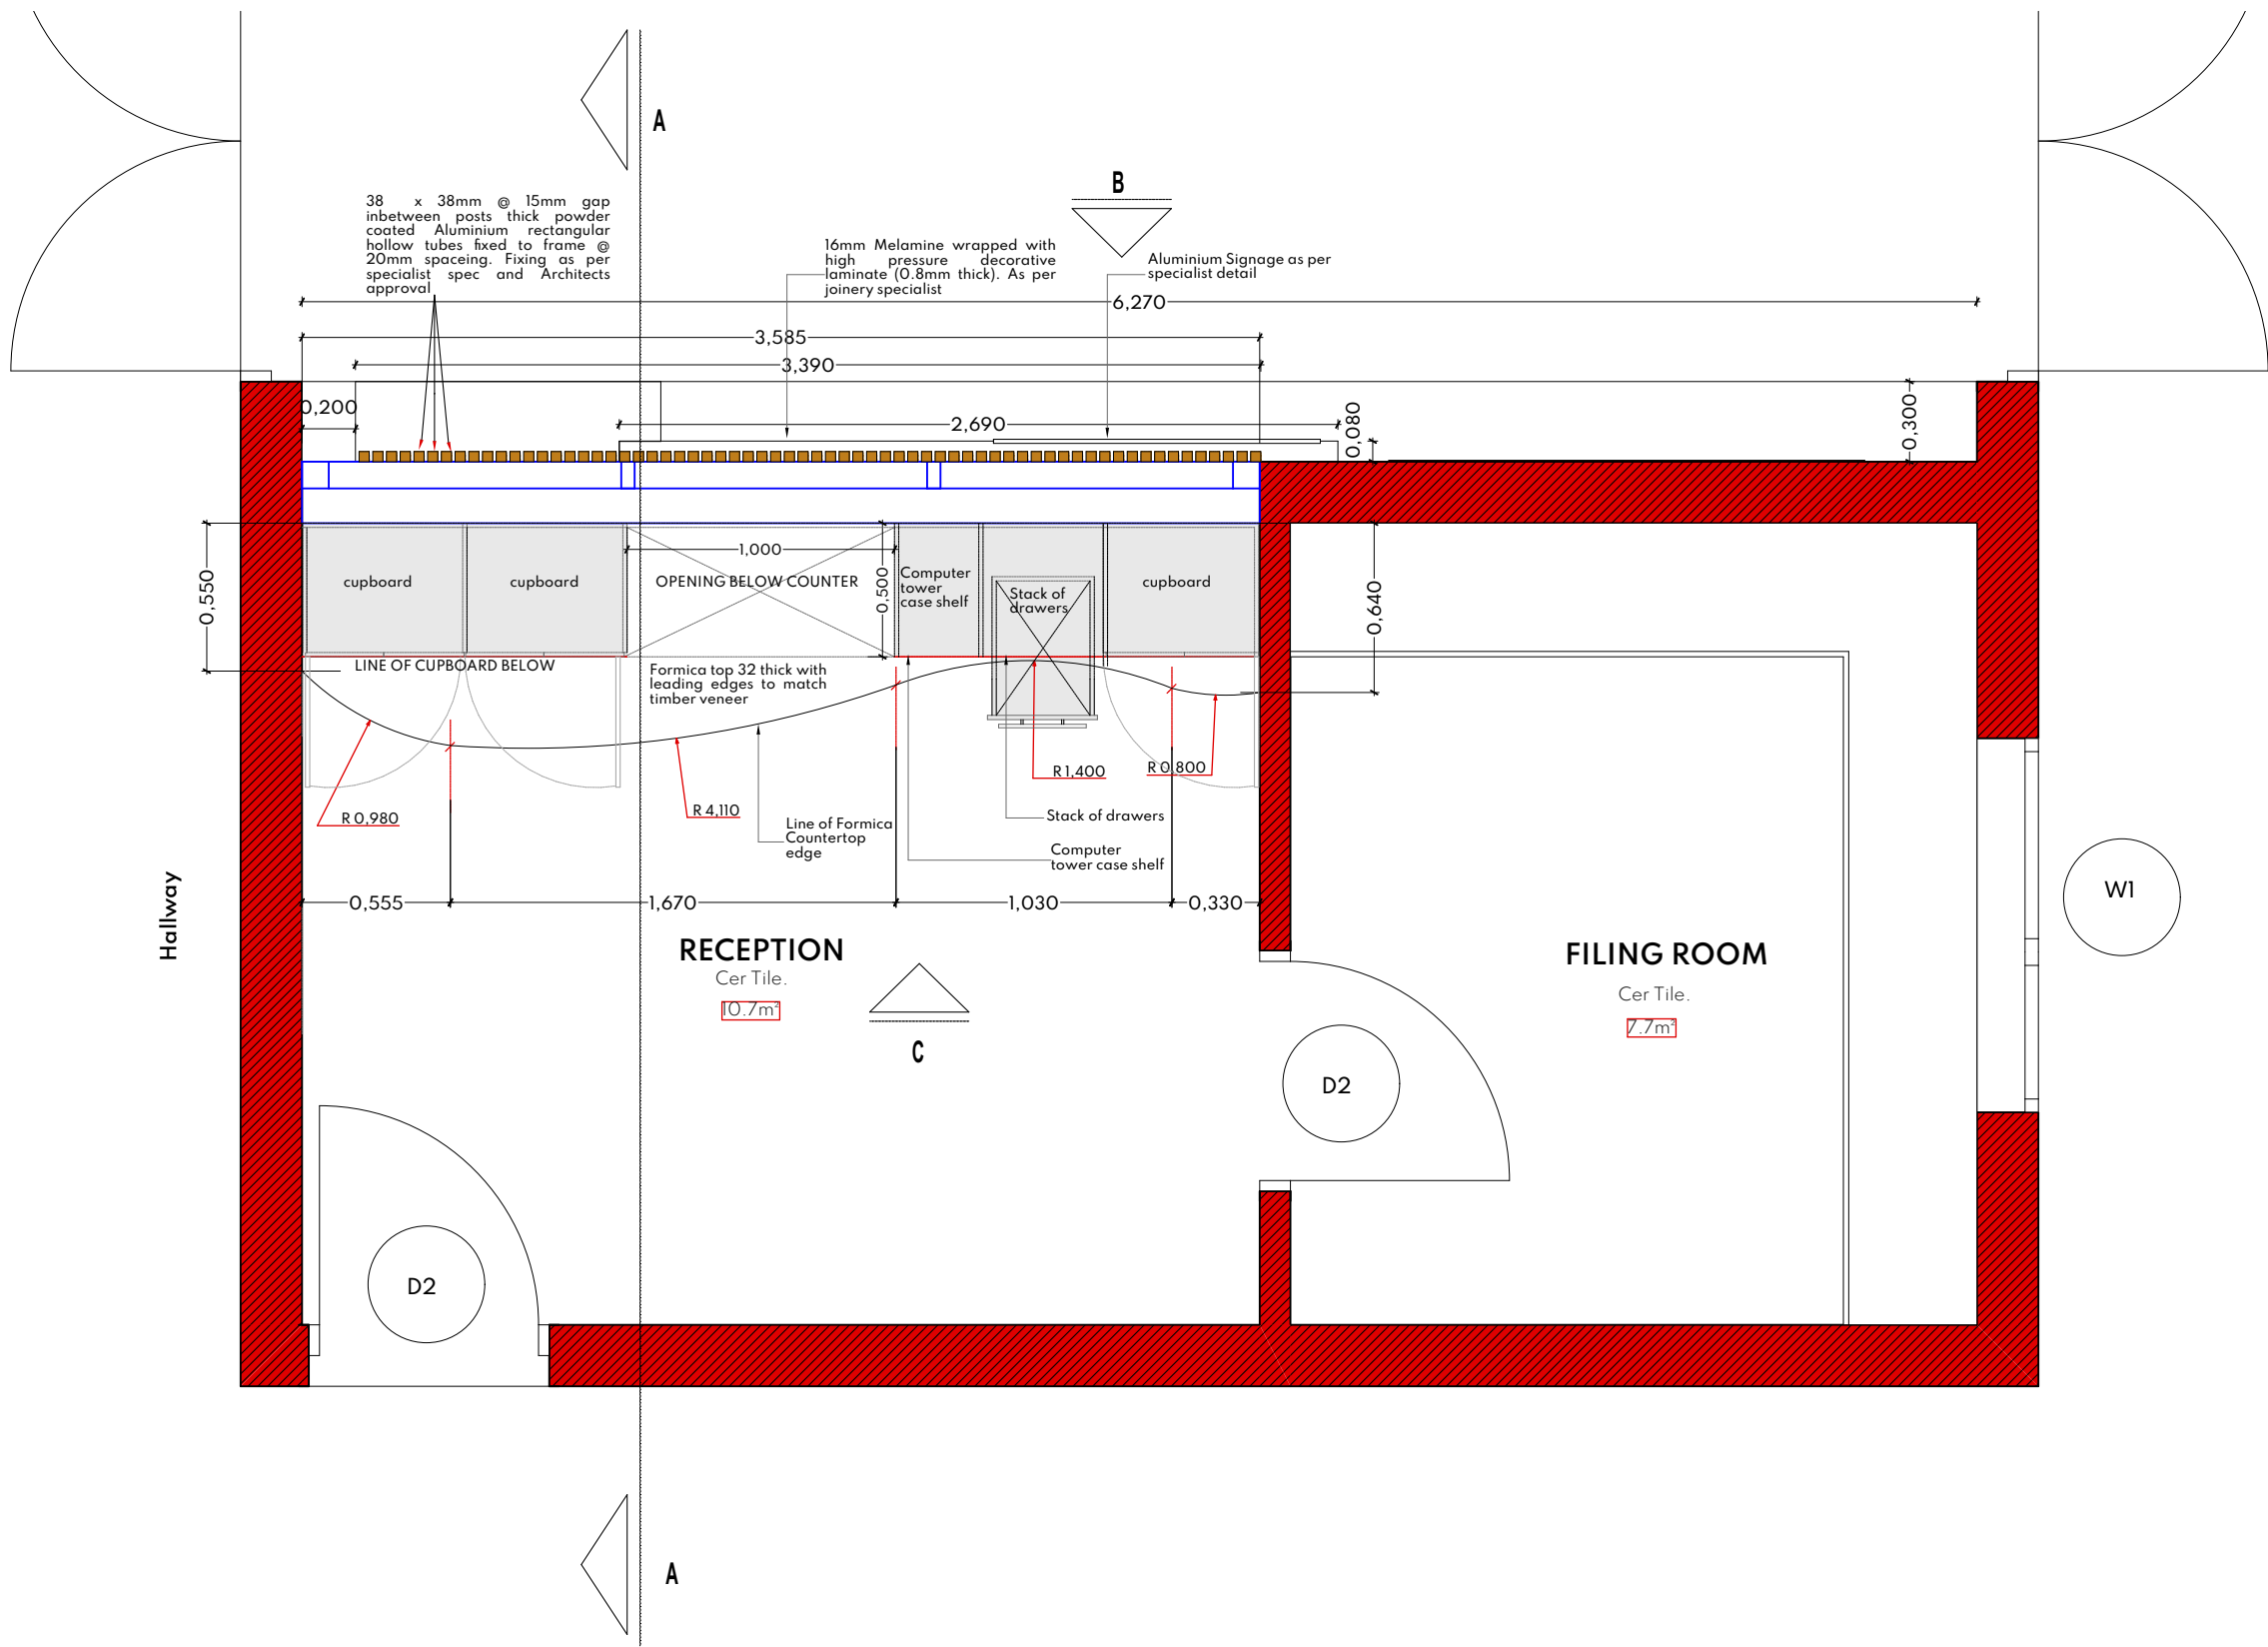 A
B
38 x 38mm @ 15mm gap
inbetween posts thick powder
coated Aluminium rectangular
hollow tubes fixed to frame @
20mm spaceing. Fixing as per
specialist spec and Architects
approval
16mm Melamine wrapped with
high pressure decorative
laminate (0.8mm thick). As per
joinery specialist
Aluminium Signage as per
specialist detail
6,270
3,585
3,390
0,200
2,690
0,080
0,300
0,550
cupboard
cupboard
1,000
OPENING BELOW COUNTER
0,500
Computer
tower
case shelf
Stack of
drawers
cupboard
0,640
LINE OF CUPBOARD BELOW
Formica top 32 thick with
leading edges to match
timber veneer
R 0,980
R 4,110
R 1,400
R 0,800
Line of Formica
Countertop
edge
Stack of drawers
Computer
tower case shelf
0,555
1,670
1,030
0,330
Hallway
RECEPTION
Cer Tile.
10.7m²
C
FILING ROOM
Cer Tile.
7.7m²
W1
D2
D2
A